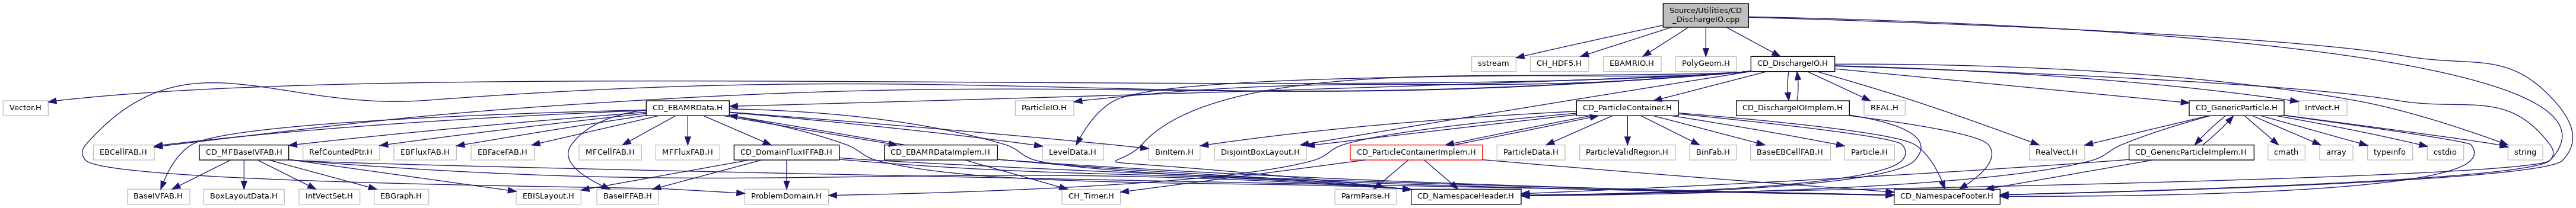 Source/Utilities/CD
_DischargeIO.cpp
sstream
CH_HDF5.H
EBAMRIO.H
PolyGeom.H
CD_DischargeIO.H
Vector.H
CD_EBAMRData.H
ParticleIO.H
CD_ParticleContainer.H
CD_DischargeIOImplem.H
REAL.H
CD_GenericParticle.H
IntVect.H
EBCellFAB.H
CD_MFBaseIVFAB.H
RefCountedPtr.H
EBFluxFAB.H
EBFaceFAB.H
MFCellFAB.H
MFFluxFAB.H
CD_DomainFluxIFFAB.H
CD_EBAMRDataImplem.H
LevelData.H
BinItem.H
DisjointBoxLayout.H
CD_ParticleContainerImplem.H
ParticleData.H
ParticleValidRegion.H
BinFab.H
BaseEBCellFAB.H
Particle.H
RealVect.H
CD_GenericParticleImplem.H
cmath
array
typeinfo
cstdio
string
BaseIVFAB.H
BoxLayoutData.H
IntVectSet.H
EBGraph.H
EBISLayout.H
BaseIFFAB.H
ProblemDomain.H
CH_Timer.H
ParmParse.H
CD_NamespaceHeader.H
CD_NamespaceFooter.H